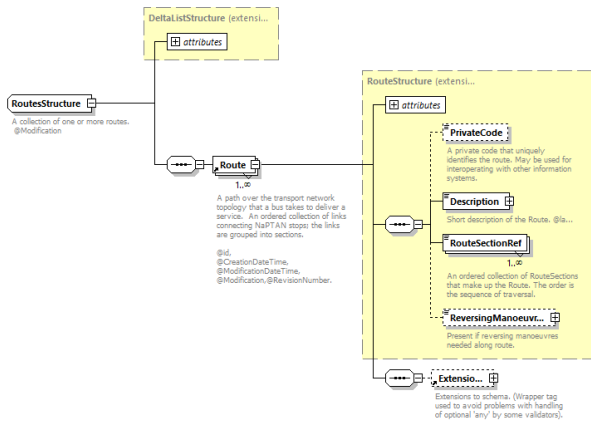 DeltaListStructure (extensi...
attributes
RoutesStructure
A collection of one or more routes.
@Modification
Route
1..∞
A path over the transport network
topology that a bus takes to deliver a
service. An ordered collection of links
connecting NaPTAN stops; the links
are grouped into sections.
@id,
@CreationDateTime,
@ModificationDateTime,
@Modification,@RevisionNumber.
RouteStructure (extensi...
attributes
PrivateCode
A private code that uniquely
identifies the route. May be used for
interoperating with other information
systems.
Description
Short description of the Route. @la...
RouteSectionRef
1..∞
An ordered collection of RouteSections
that make up the Route. The order is
the sequence of traversal.
ReversingManoeuvr...
Present if reversing manoeuvres
needed along route.
Extensio...
Extensions to schema. (Wrapper tag
used to avoid problems with handling
of optional 'any' by some validators).